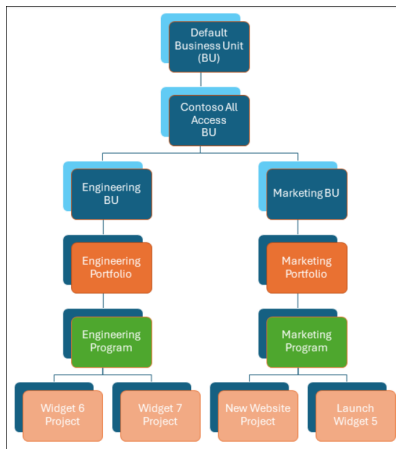 Default
Business Unit
(BU)
Contoso All
Access
BU
Engineering
BU
Marketing BU
Engineering
Portfolio
Marketing
Portfolio
Engineering
Program
Marketing
Program
Widget 6
Project
Widget 7
Project
New Website
Project
Launch
Widget 5